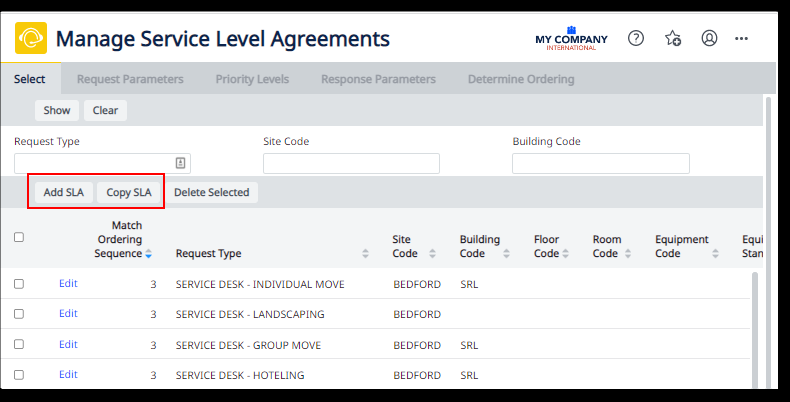 Manage Service Level Agreements
MY COMPANY
INTERNATIONAL
Select Request Parameters Priority Levels Response Parameters Determine Ordering
Show Clear
Request Type Site Code Building Code
Add SLA Copy SLA Delete Selected
Match
Ordering Site Building Floor Room Equipment Equi
Sequence Request Type Code Code Code Code Code Stan
Edit 3 SERVICE DESK - INDIVIDUAL MOVE BEDFORD SRL
Edit 3 SERVICE DESK - LANDSCAPING BEDFORD
Edit 3 SERVICE DESK - GROUP MOVE BEDFORD SRL
Edit 3 SERVICE DESK - HOTELING BEDFORD SRL